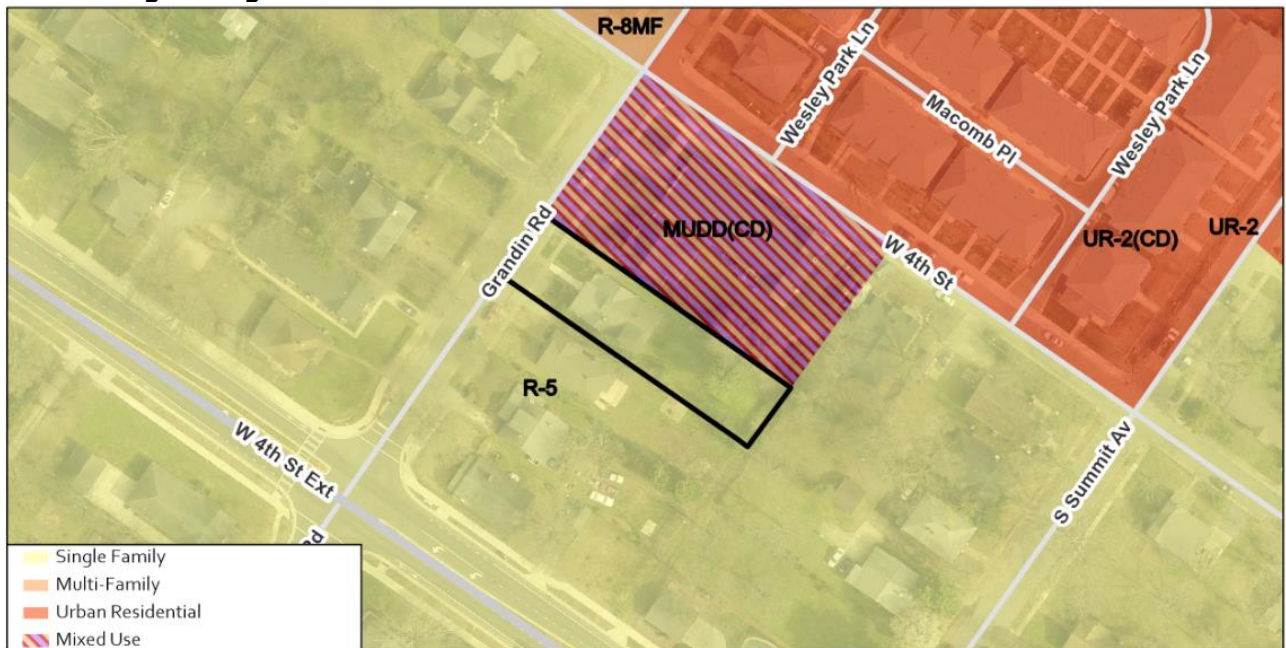 R-8MF
Wesley Park Ln
Macomb Pl
Wesley Park Ln
MUDD(CD)
UR-2(CD)
UR-2
Grandin Rd
W 4th St
R-5
W 4th St Ext
S Summit Av
Single Family
Multi-Family
Urban Residential
Mixed Use